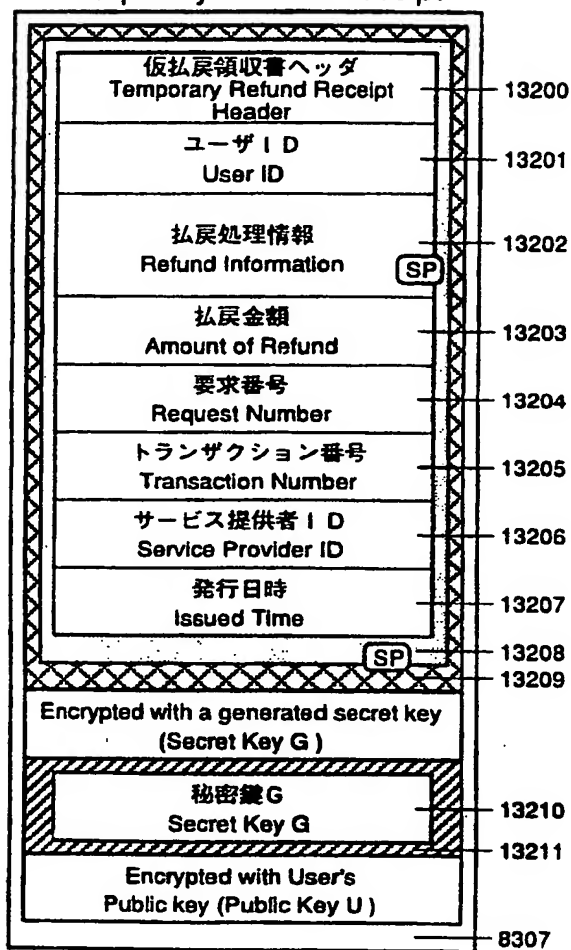 仮払戻領収書ヘッダ
Temporary Refund Receipt
Header
13200
ユーザID
User ID
13201
払戻処理情報
Refund Information
SP
13202
払戻金額
Amount of Refund
13203
要求番号
Request Number
13204
トランザクション番号
Transaction Number
13205
サービス提供者ID
Service Provider ID
13206
発行日時
Issued Time
13207
SP
13208
13209
Encrypted with a generated secret key
(Secret Key G )
秘密鍵G
Secret Key G
13210
13211
Encrypted with User's
Public key (Public Key U )
8307